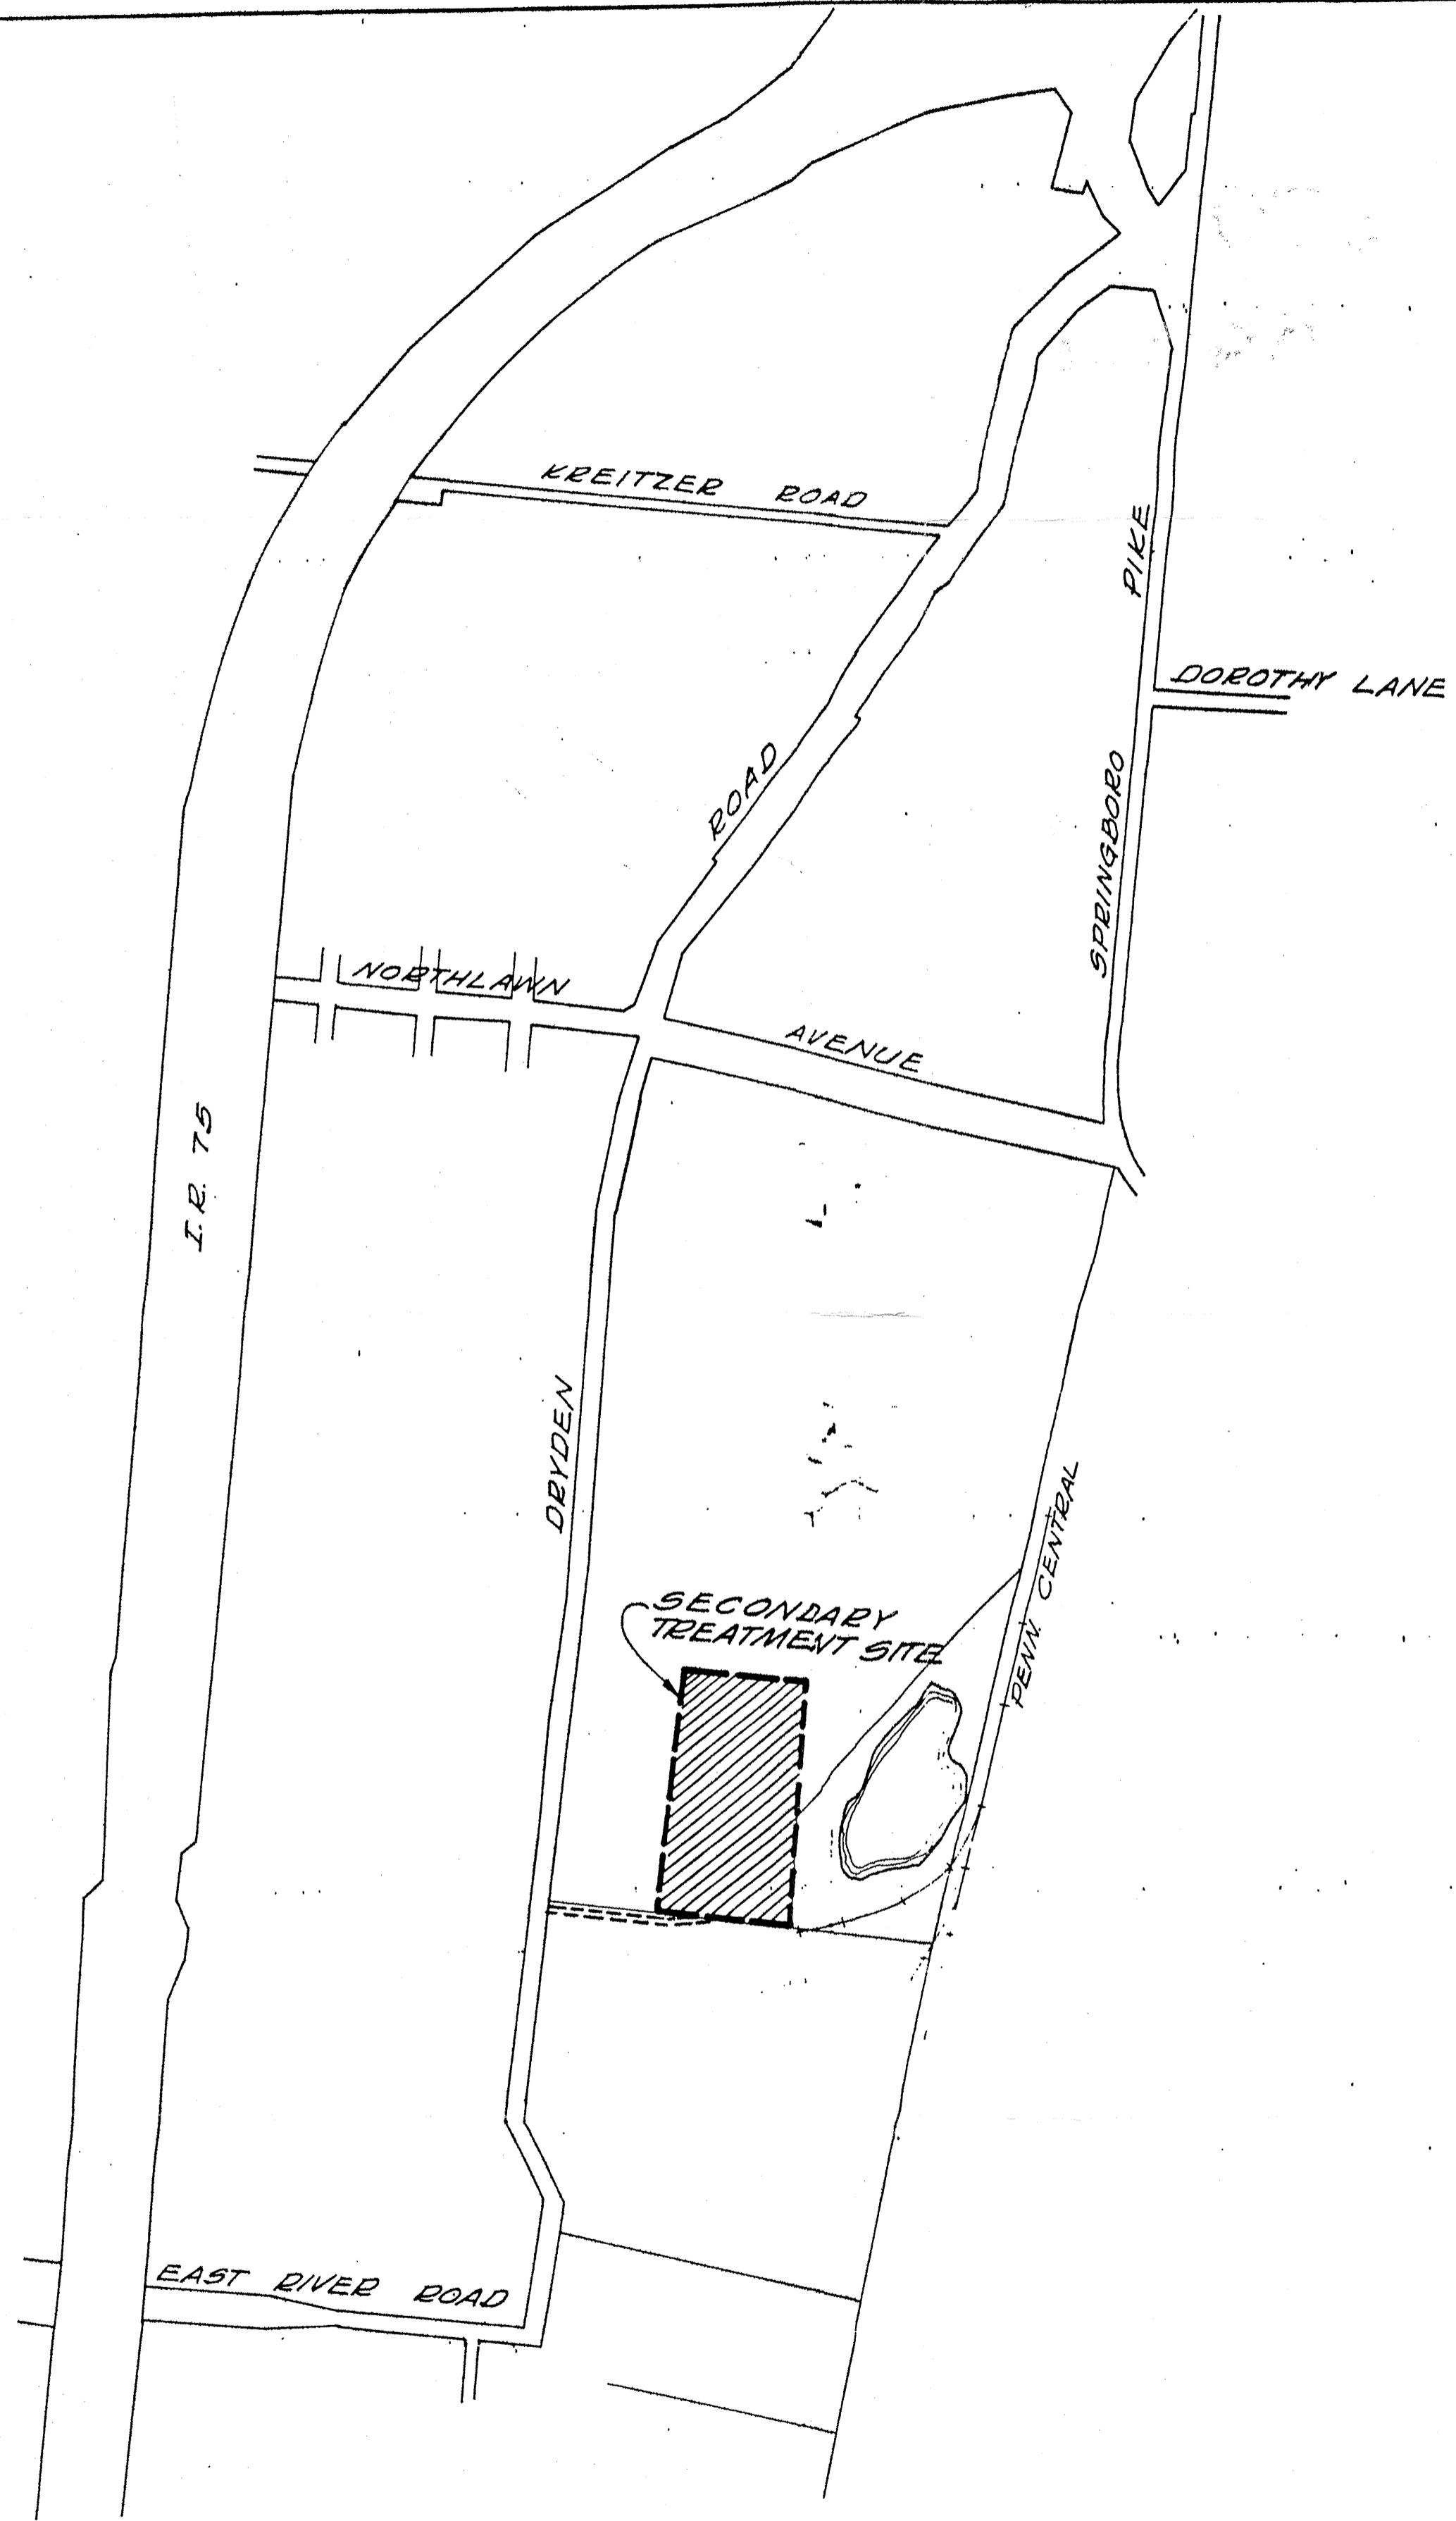 KREITZER ROAD
PIKE
DOROTHY LANE
ROAD
SPRINGBORO
NORTHLAWN
AVENUE
I.R. 75
DRYDEN
PENN. CENTRAL
SECONDARY
TREATMENT SITE
EAST RIVER ROAD